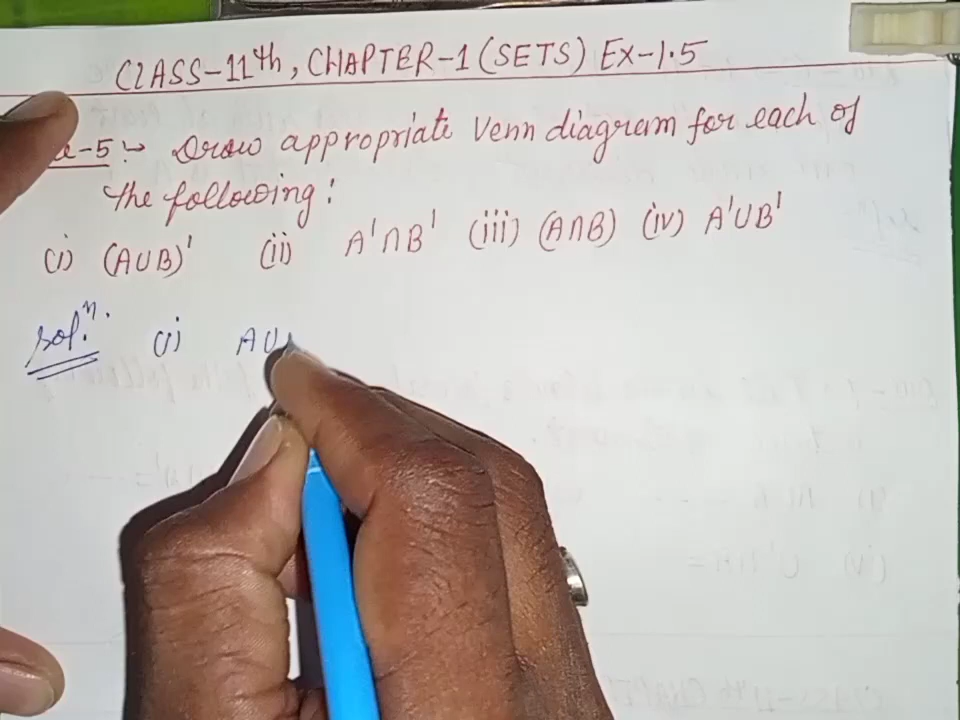 CLASS-11th, CHAPTER-1 (SETS) Ex-1.5
-5:→ Draw appropriate Venn diagram for each of
the following:
(i) (A∪B)' (ii) A'∩B' (iii) (A∩B) (iv) A'∪B'
Sol.ⁿ. (i) A∪